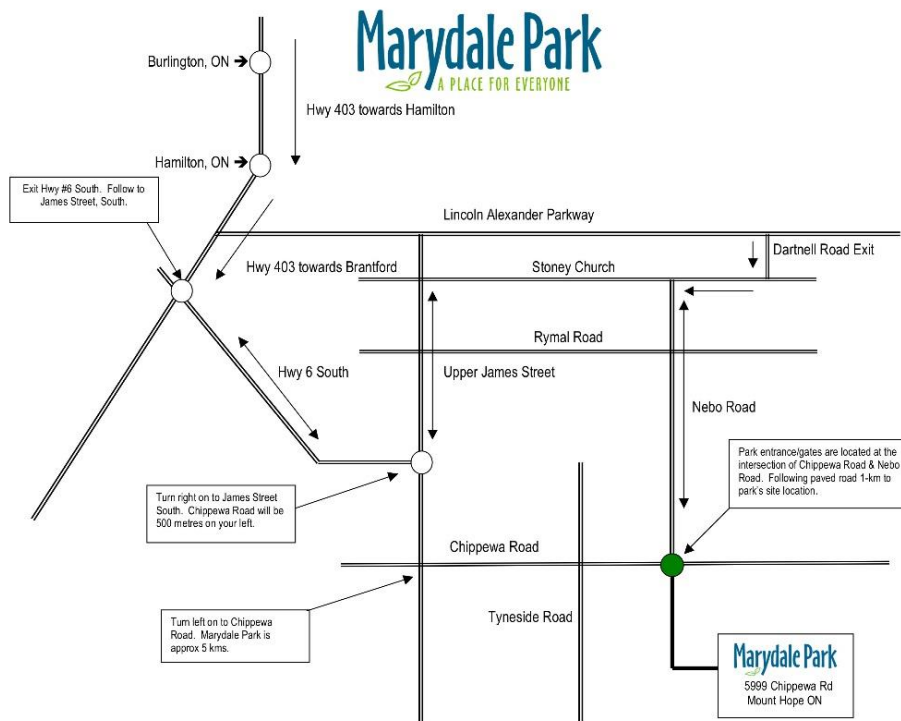 Marydale Park
A PLACE FOR EVERYONE
Burlington, ON ➔
Hwy 403 towards Hamilton
Hamilton, ON ➔
Exit Hwy #6 South. Follow to
James Street, South.
Lincoln Alexander Parkway
Dartnell Road Exit
Hwy 403 towards Brantford
Stoney Church
Rymal Road
Hwy 6 South
Upper James Street
Nebo Road
Park entrance/gates are located at the
intersection of Chippewa Road & Nebo
Road. Following paved road 1-km to
park's site location.
Turn right on to James Street
South. Chippewa Road will be
500 metres on your left.
Chippewa Road
Tyneside Road
Turn left on to Chippewa
Road. Marydale Park is
approx 5 kms.
Marydale Park
5999 Chippewa Rd
Mount Hope ON